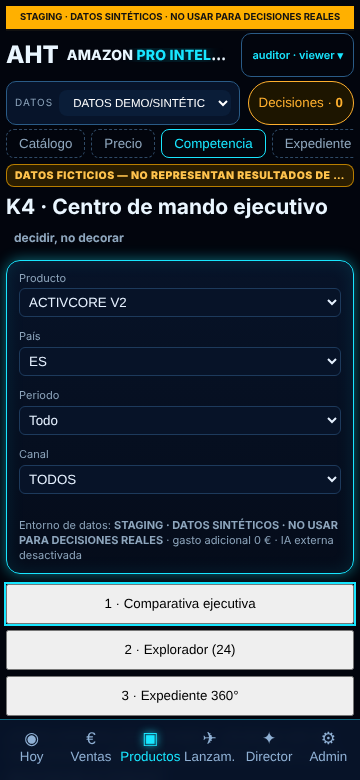 STAGING · DATOS SINTÉTICOS · NO USAR PARA DECISIONES REALES
AHT AMAZON PRO INTEL... auditor · viewer ▾
DATOS DATOS DEMO/SINTÉTIC Decisiones · 0
Catálogo Precio Competencia Expediente
DATOS FICTICIOS — NO REPRESENTAN RESULTADOS DE ...
K4 · Centro de mando ejecutivo
decidir, no decorar
Producto
ACTIVCORE V2
País
ES
Periodo
Todo
Canal
TODOS
Entorno de datos: STAGING · DATOS SINTÉTICOS · NO USAR
PARA DECISIONES REALES · gasto adicional 0 € · IA externa
desactivada
1 · Comparativa ejecutiva
2 · Explorador (24)
3 · Expediente 360°
Hoy Ventas Productos Lanzam. Director Admin